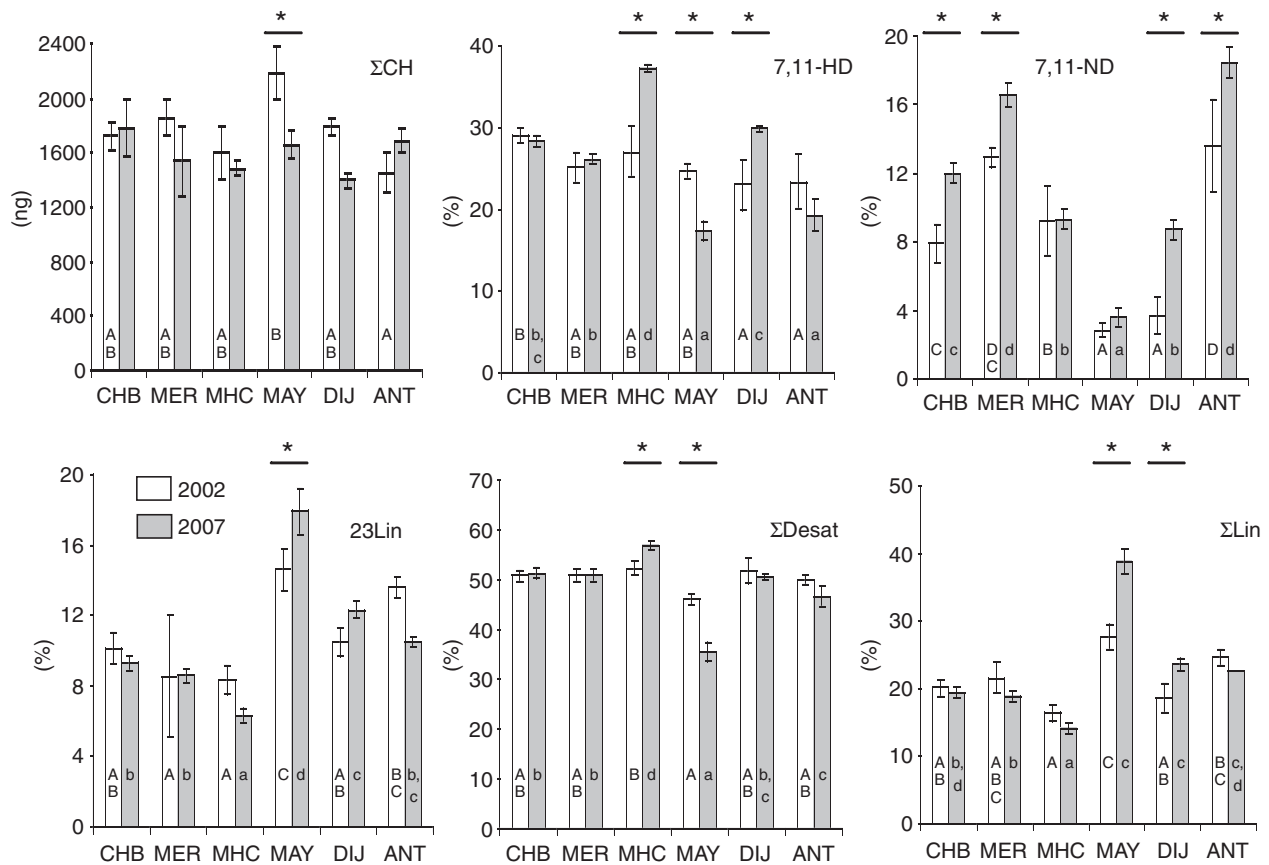 * * * * * * * *
2400 ΣCH 40 7,11-HD 20 7,11-ND
2000 30 16
1600 12
(ng) (%) (%)
1200 20 8
800 10 4
400
0 0 0
A A A B A A B b, A b A d A a A c A a C c D d B b A a A b D d
B B B B c B B B C
CHB MER MHC MAY DIJ ANT CHB MER MHC MAY DIJ ANT CHB MER MHC MAY DIJ ANT
* * * * *
20 2002 23Lin 70 ΣDesat 50 ΣLin
2007
16 60 40
12 50 30
(%) (%) (%)
8 40 20
4 30 10
20
10
0 0 0
A b A b A a C d A c B b, A b A b B d A a A b, A c A b, A b A a C c A c B c,
B B C c B B B c B B d B B C d
C
CHB MER MHC MAY DIJ ANT CHB MER MHC MAY DIJ ANT CHB MER MHC MAY DIJ ANT